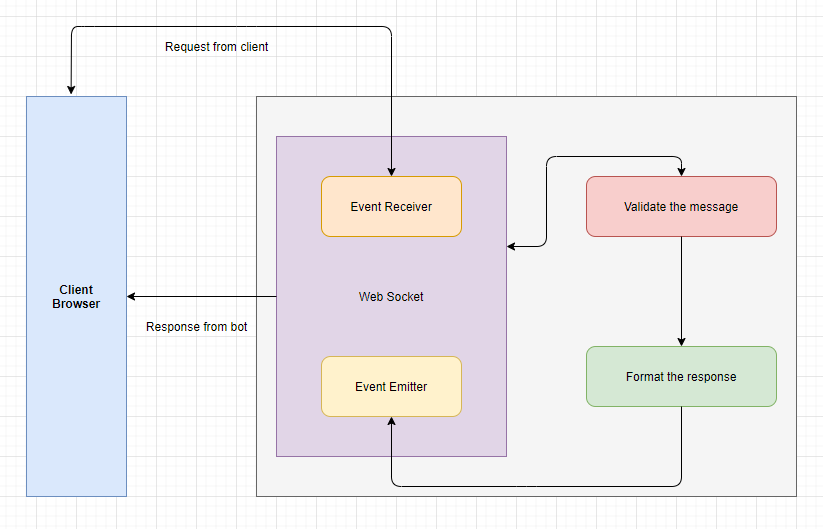 Request from client
Event Receiver
Validate the message
Client
Browser
Web Socket
Response from bot
Event Emitter
Format the response